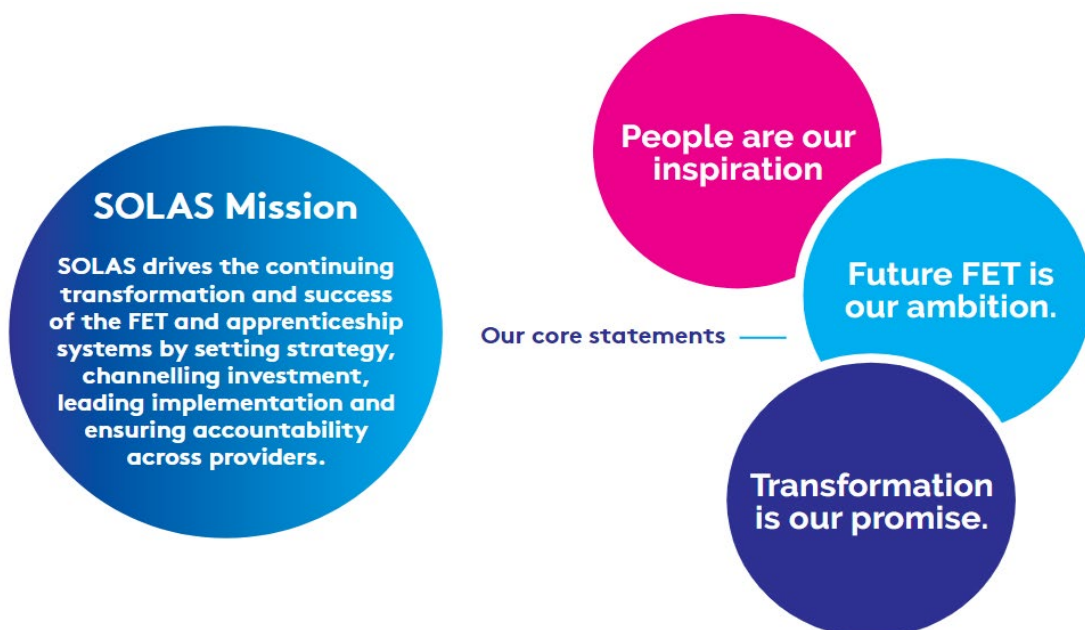 SOLAS Mission
SOLAS drives the continuing
transformation and success
of the FET and apprenticeship
systems by setting strategy,
channelling investment,
leading implementation and
ensuring accountability
across providers.
Our core statements
People are our
inspiration
Future FET is
our ambition.
Transformation
is our promise.